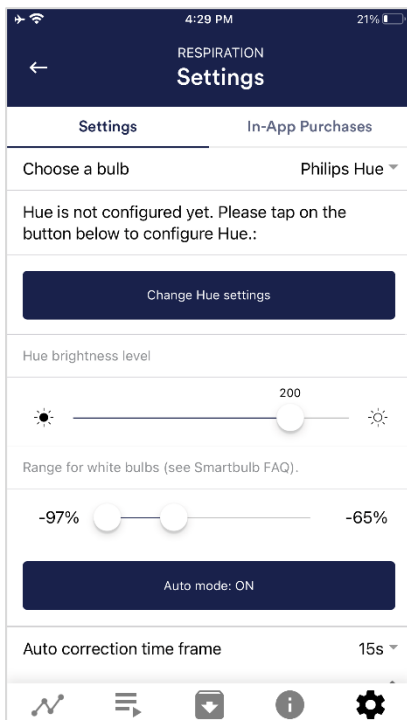 4:29 PM
21%
RESPIRATION
Settings
Settings
In-App Purchases
Choose a bulb
Philips Hue
Hue is not configured yet. Please tap on the
button below to configure Hue.:
Change Hue settings
Hue brightness level
200
Range for white bulbs (see Smartbulb FAQ).
-97%
-65%
Auto mode: ON
Auto correction time frame
15s